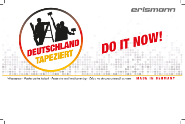 erismann
DEUTSCHLAND
TAPEZIERT
DO IT NOW!
MADE IN GERMANY